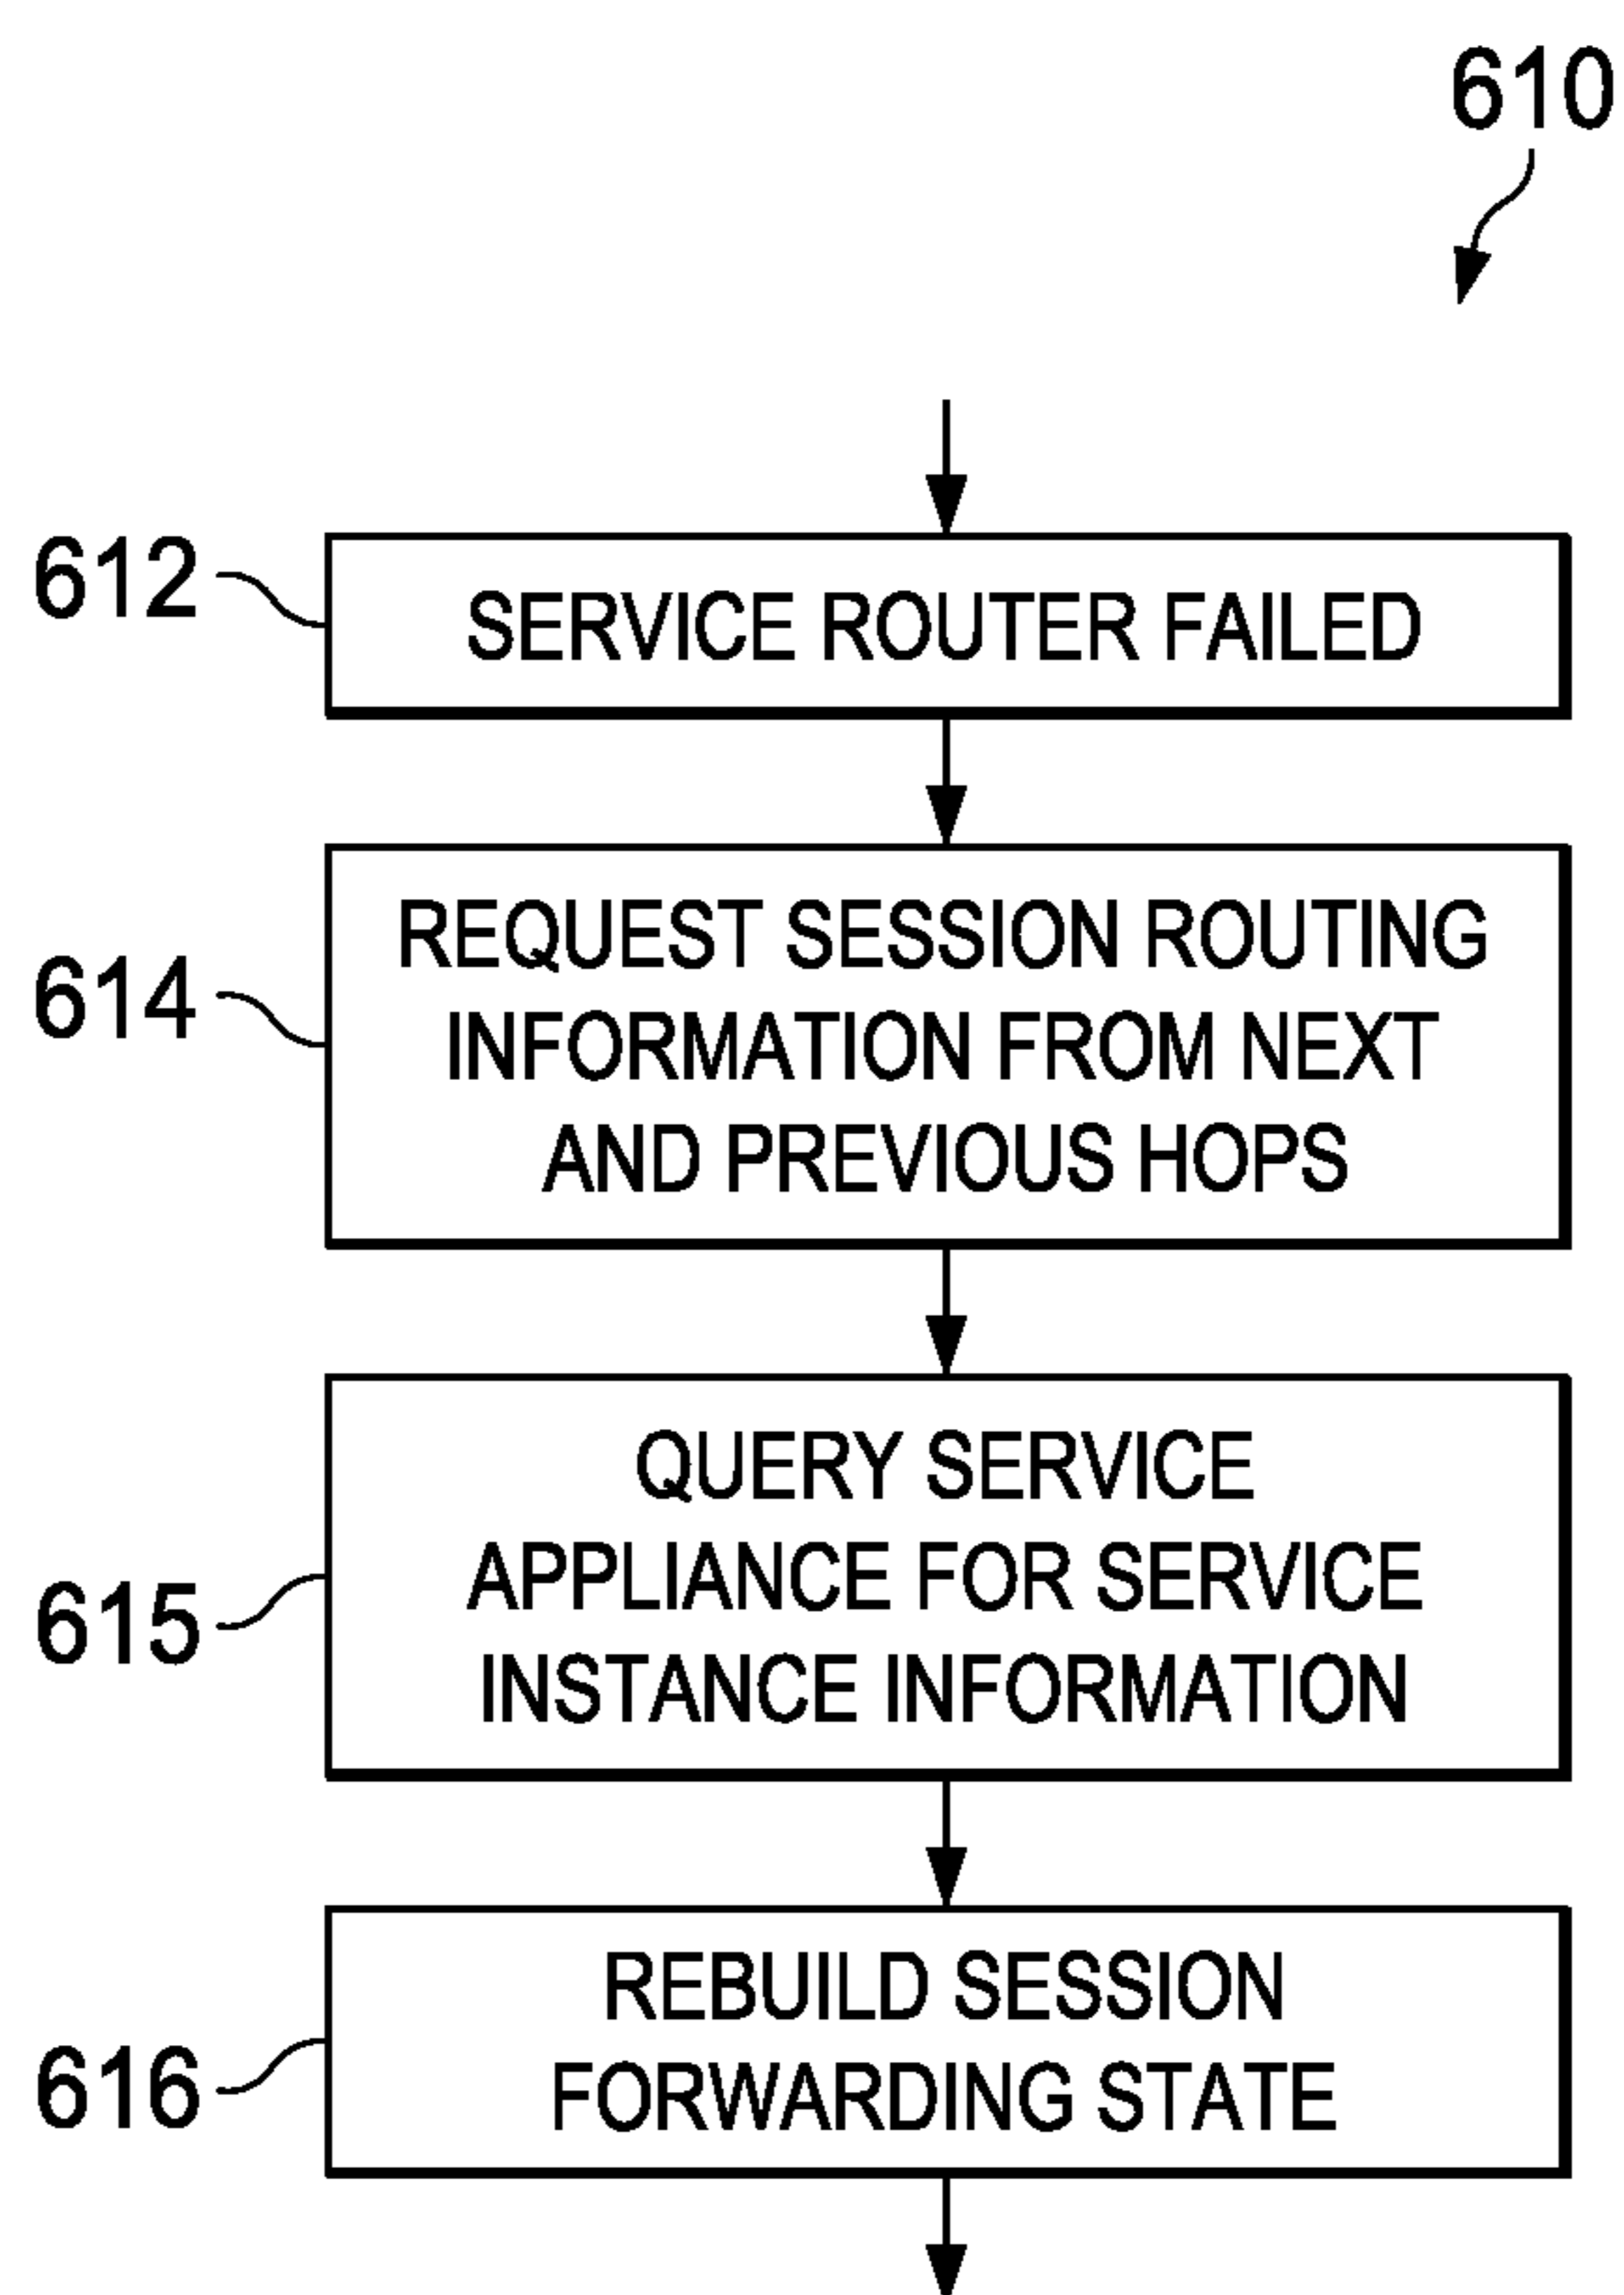 610
612
SERVICE ROUTER FAILED
614
REQUEST SESSION ROUTING
INFORMATION FROM NEXT
AND PREVIOUS HOPS
615
QUERY SERVICE
APPLIANCE FOR SERVICE
INSTANCE INFORMATION
616
REBUILD SESSION
FORWARDING STATE